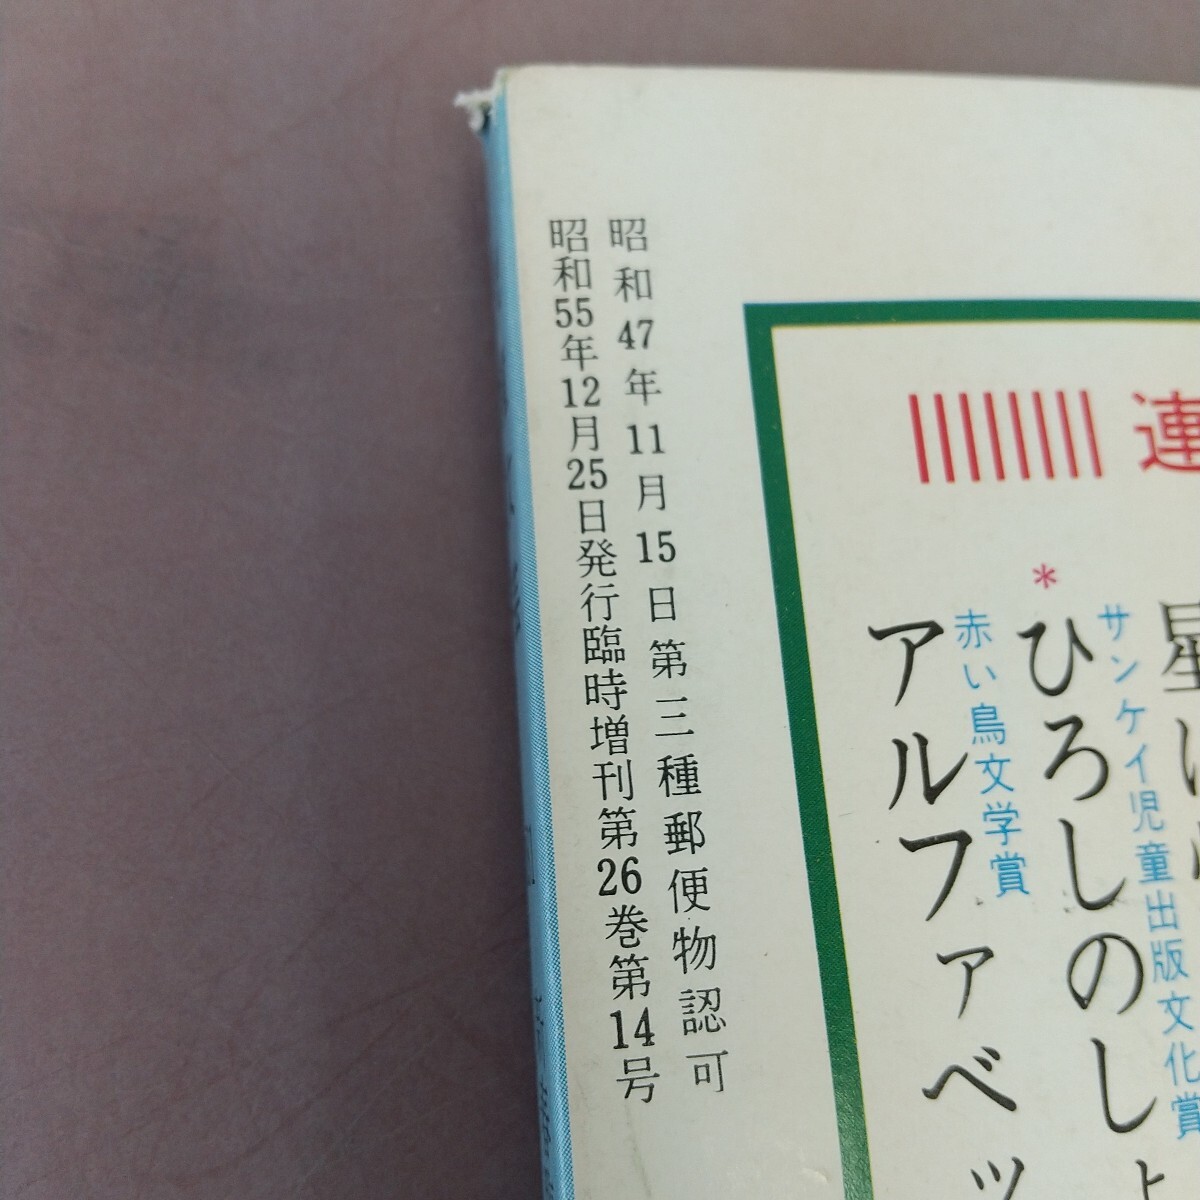 連
星
サンケイ児童出版文化賞
*
ひろしのし
赤い鳥文学賞
アルファベッ
昭和47年11月15日第三種郵便物認可
昭和55年12月25日発行臨時増刊第26巻第14号